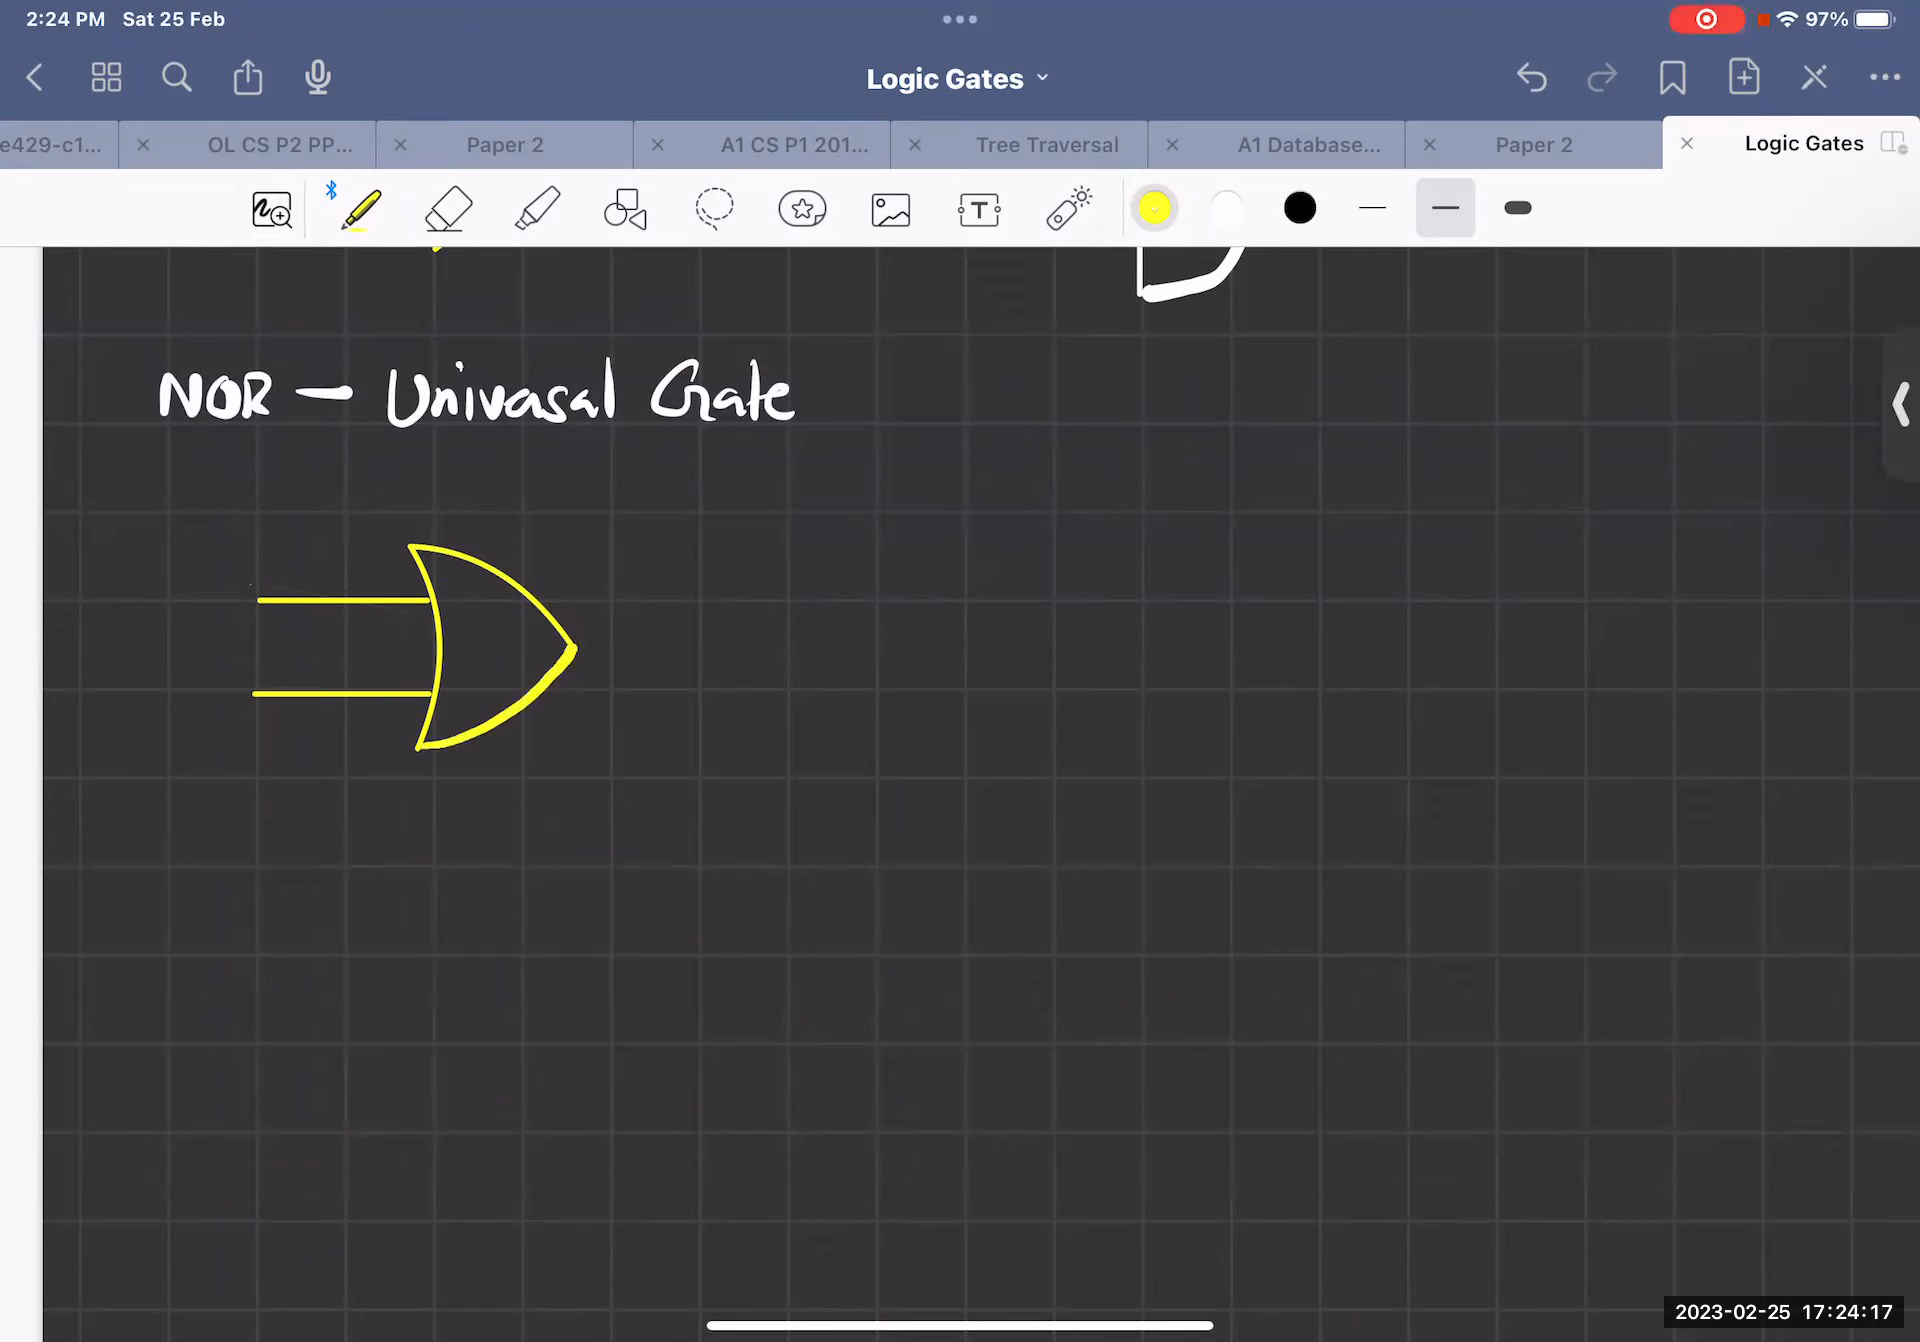 2:24 PM Sat 25 Feb
97%
Logic Gates
e429-c1...
OL CS P2 PP...
Paper 2
A1 CS P1 201...
Tree Traversal
A1 Database...
Paper 2
Logic Gates
T
NOR — Univasal Gate
2023-02-25 17:24:17